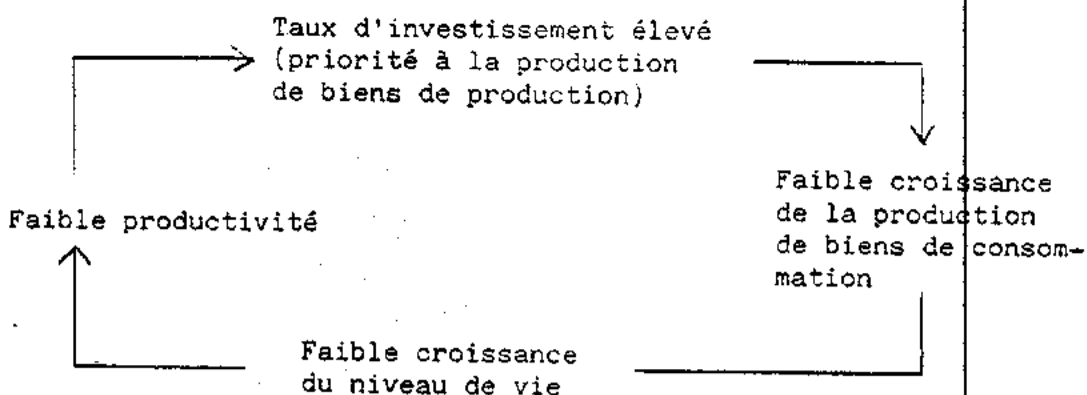 Taux d'investissement élevé
(priorité à la production
de biens de production)
Faible croissance
de la production
de biens de consom-
mation
Faible productivité
Faible croissance
du niveau de vie